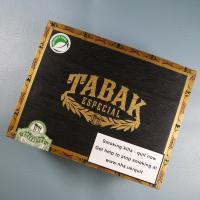 TABAK
ESPECIAL
Smoking kills - quit now
Get help to stop smoking at
www.nhs.uk/quit